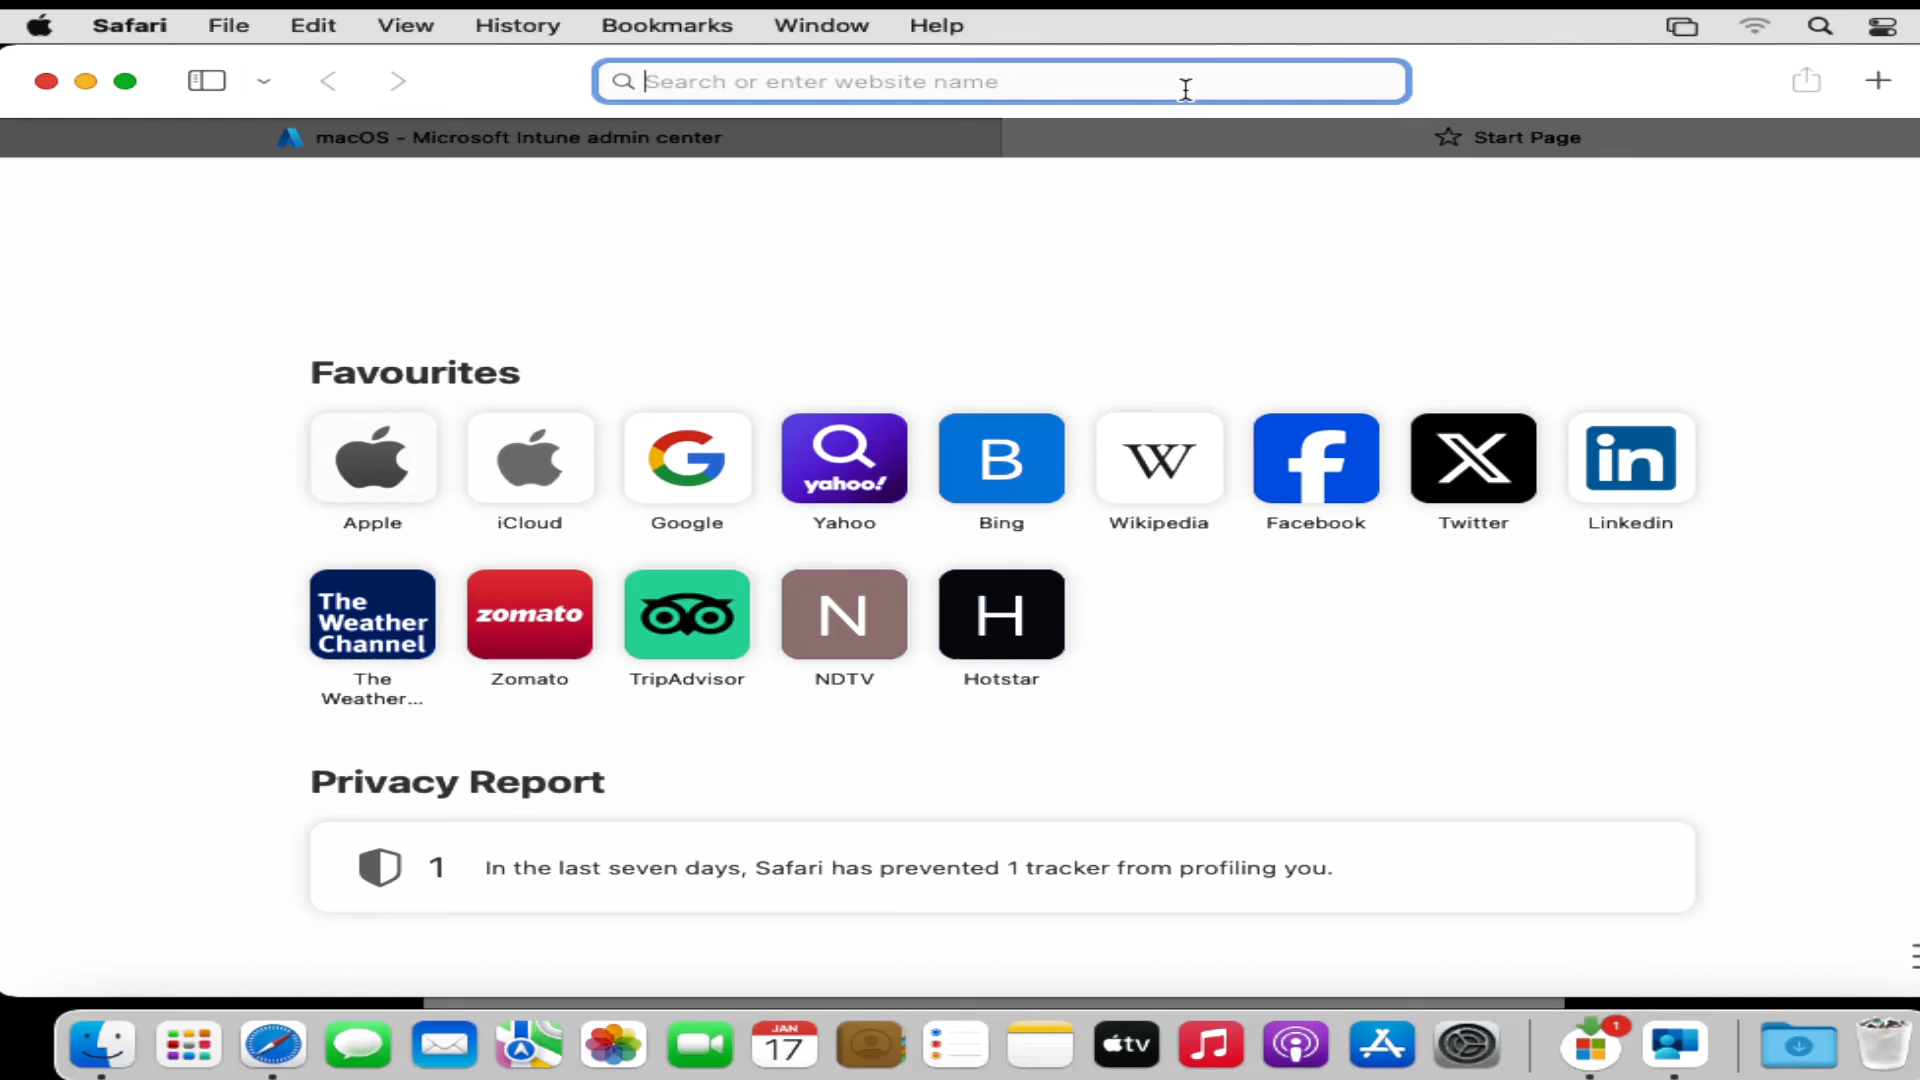 Safari File Edit View History Bookmarks Window Help
Search or enter website name
macOS - Microsoft Intune admin center
Start Page
Favourites
yahoo!
B
W
f
X
in
Apple
iCloud
Google
Yahoo
Bing
Wikipedia
Facebook
Twitter
Linkedin
The
Weather
Channel
zomato
N
H
The
Weather...
Zomato
TripAdvisor
NDTV
Hotstar
Privacy Report
1 In the last seven days, Safari has prevented 1 tracker from profiling you.
JAN
17
tv
1